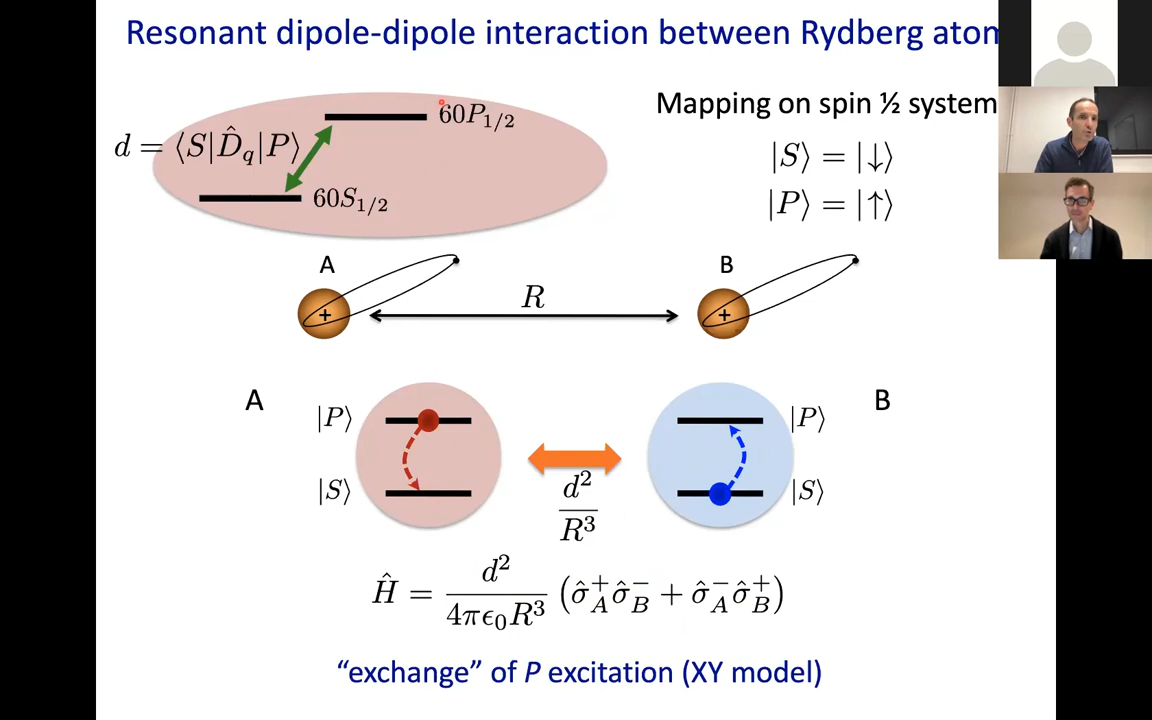 Resonant dipole-dipole interaction between Rydberg atom
60P_{1/2}
Mapping on spin ½ system
d = ⟨S|D̂_q|P⟩
|S⟩ = |↓⟩
60S_{1/2}
|P⟩ = |↑⟩
A
B
R
+
+
A
B
|P⟩
|P⟩
|S⟩
|S⟩
d²/R³
Ĥ = d²/(4πϵ₀R³) (σ̂_A^+ σ̂_B^- + σ̂_A^- σ̂_B^+)
“exchange” of P excitation (XY model)